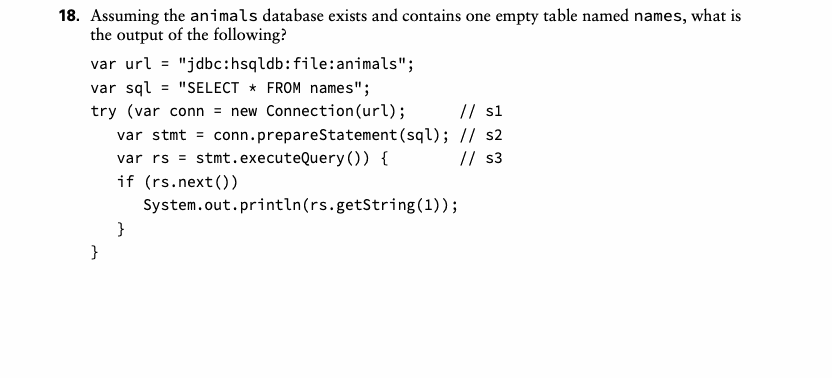 18. Assuming the animals database exists and contains one empty table named names, what is
the output of the following?
var url = "jdbc:hsqldb:file:animals";
var sql = "SELECT * FROM names";
try (var conn = new Connection(url); // s1
var stmt = conn.prepareStatement(sql); // s2
var rs = stmt.executeQuery()) { // s3
if (rs.next())
System.out.println(rs.getString(1));
}
}